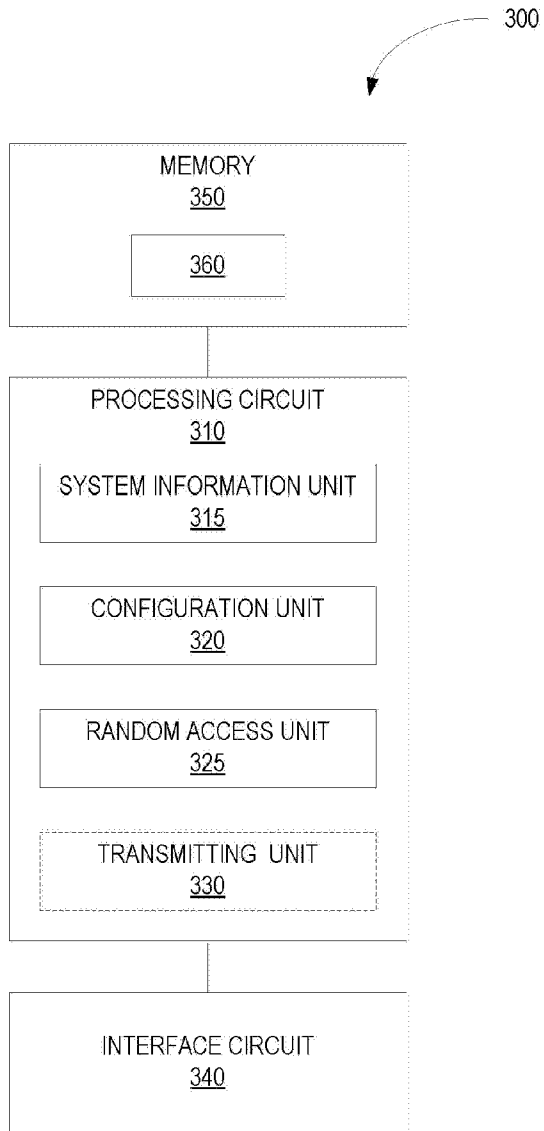 300
MEMORY
350
360
PROCESSING CIRCUIT
310
SYSTEM INFORMATION UNIT
315
CONFIGURATION UNIT
320
RANDOM ACCESS UNIT
325
TRANSMITTING UNIT
330
INTERFACE CIRCUIT
340